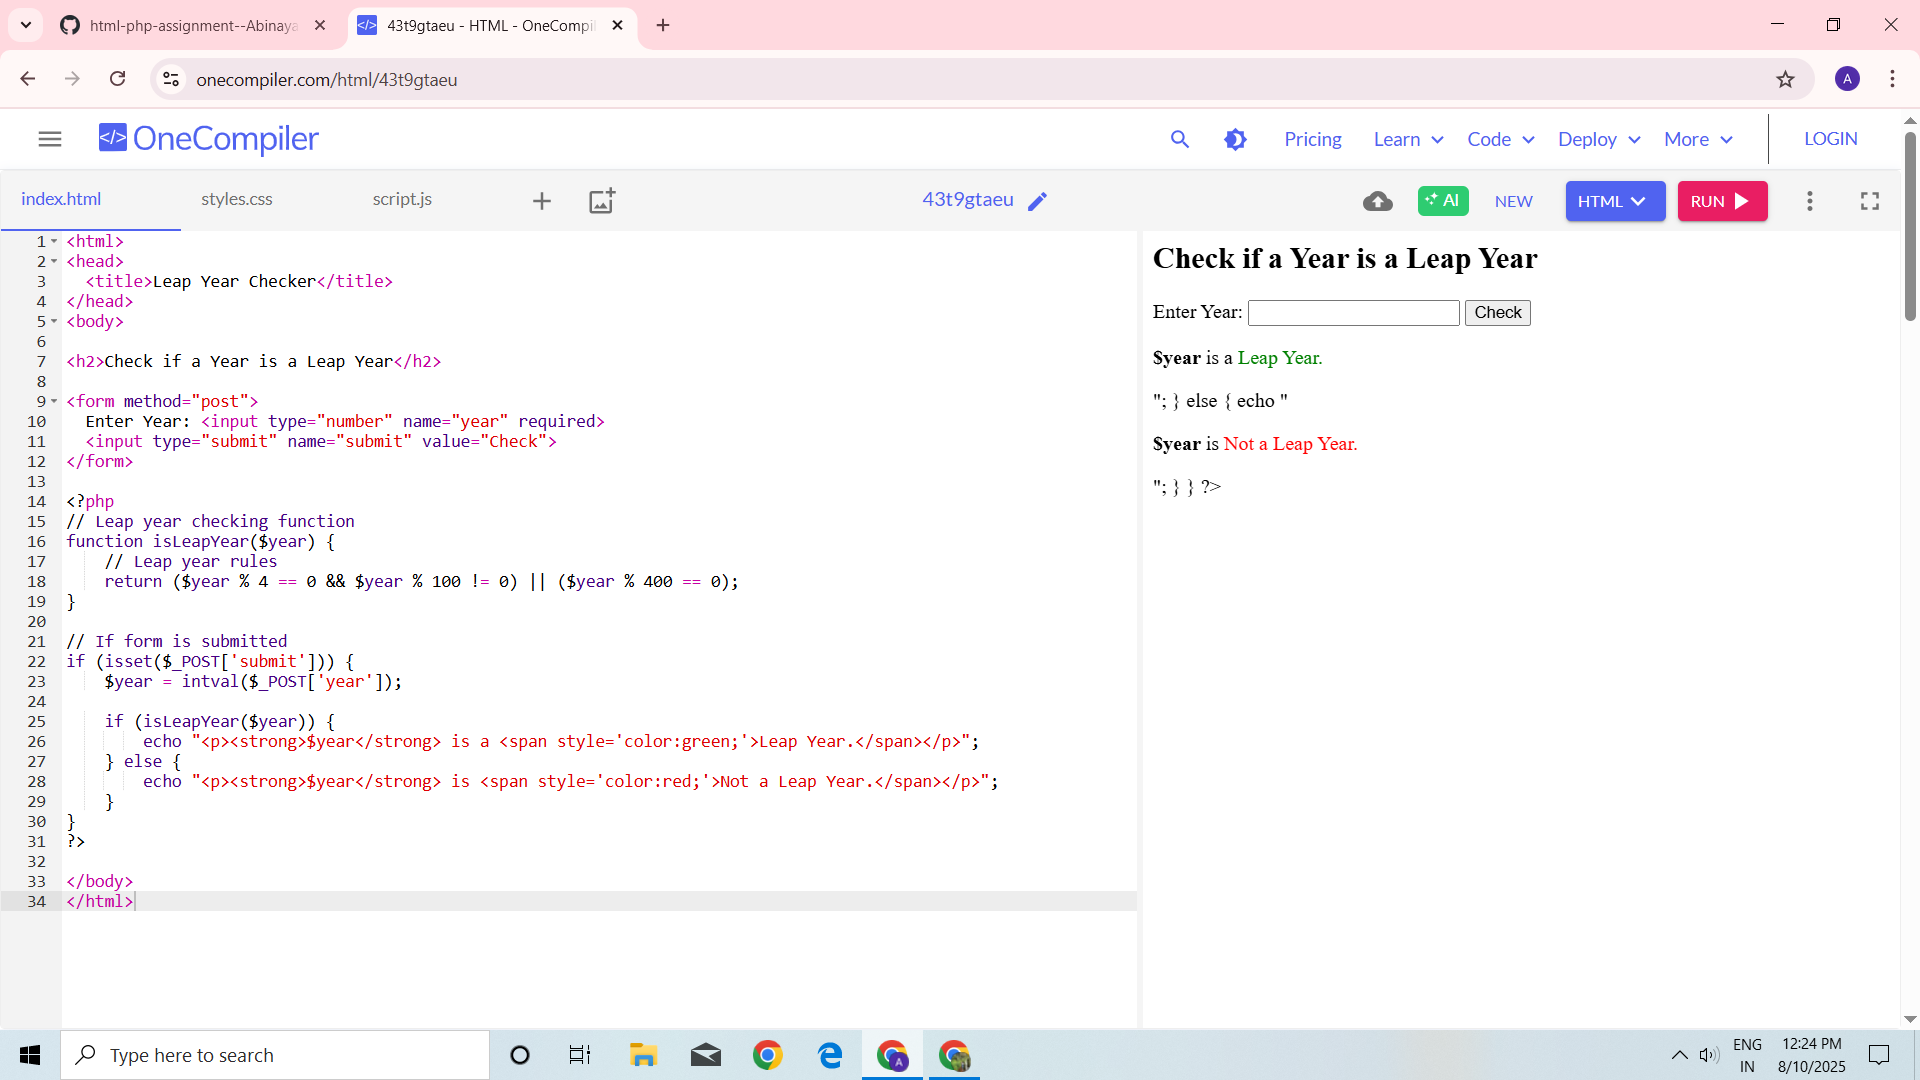 html-php-assignment--Abinaya
43t9gtaeu - HTML - OneCompil
onecompiler.com/html/43t9gtaeu
A
</> OneCompiler
Pricing
Learn
Code
Deploy
More
LOGIN
index.html
styles.css
script.js
43t9gtaeu
AI
NEW
HTML
RUN
1 <html>
2 <head>
3 <title>Leap Year Checker</title>
4 </head>
5 <body>
6
7 <h2>Check if a Year is a Leap Year</h2>
8
9 <form method="post">
10 Enter Year: <input type="number" name="year" required>
11 <input type="submit" name="submit" value="Check">
12 </form>
13
14 <?php
15 // Leap year checking function
16 function isLeapYear($year) {
17 // Leap year rules
18 return ($year % 4 == 0 && $year % 100 != 0) || ($year % 400 == 0);
19 }
20
21 // If form is submitted
22 if (isset($_POST['submit'])) {
23 $year = intval($_POST['year']);
24
25 if (isLeapYear($year)) {
26 echo "<p><strong>$year</strong> is a <span style='color:green;'>Leap Year.</span></p>";
27 } else {
28 echo "<p><strong>$year</strong> is <span style='color:red;'>Not a Leap Year.</span></p>";
29 }
30 }
31 ?>
32
33 </body>
34 </html>
Check if a Year is a Leap Year
Enter Year: Check
$year is a Leap Year.
"; } else { echo "
$year is Not a Leap Year.
"; } } ?>
Type here to search
ENG
IN
12:24 PM
8/10/2025